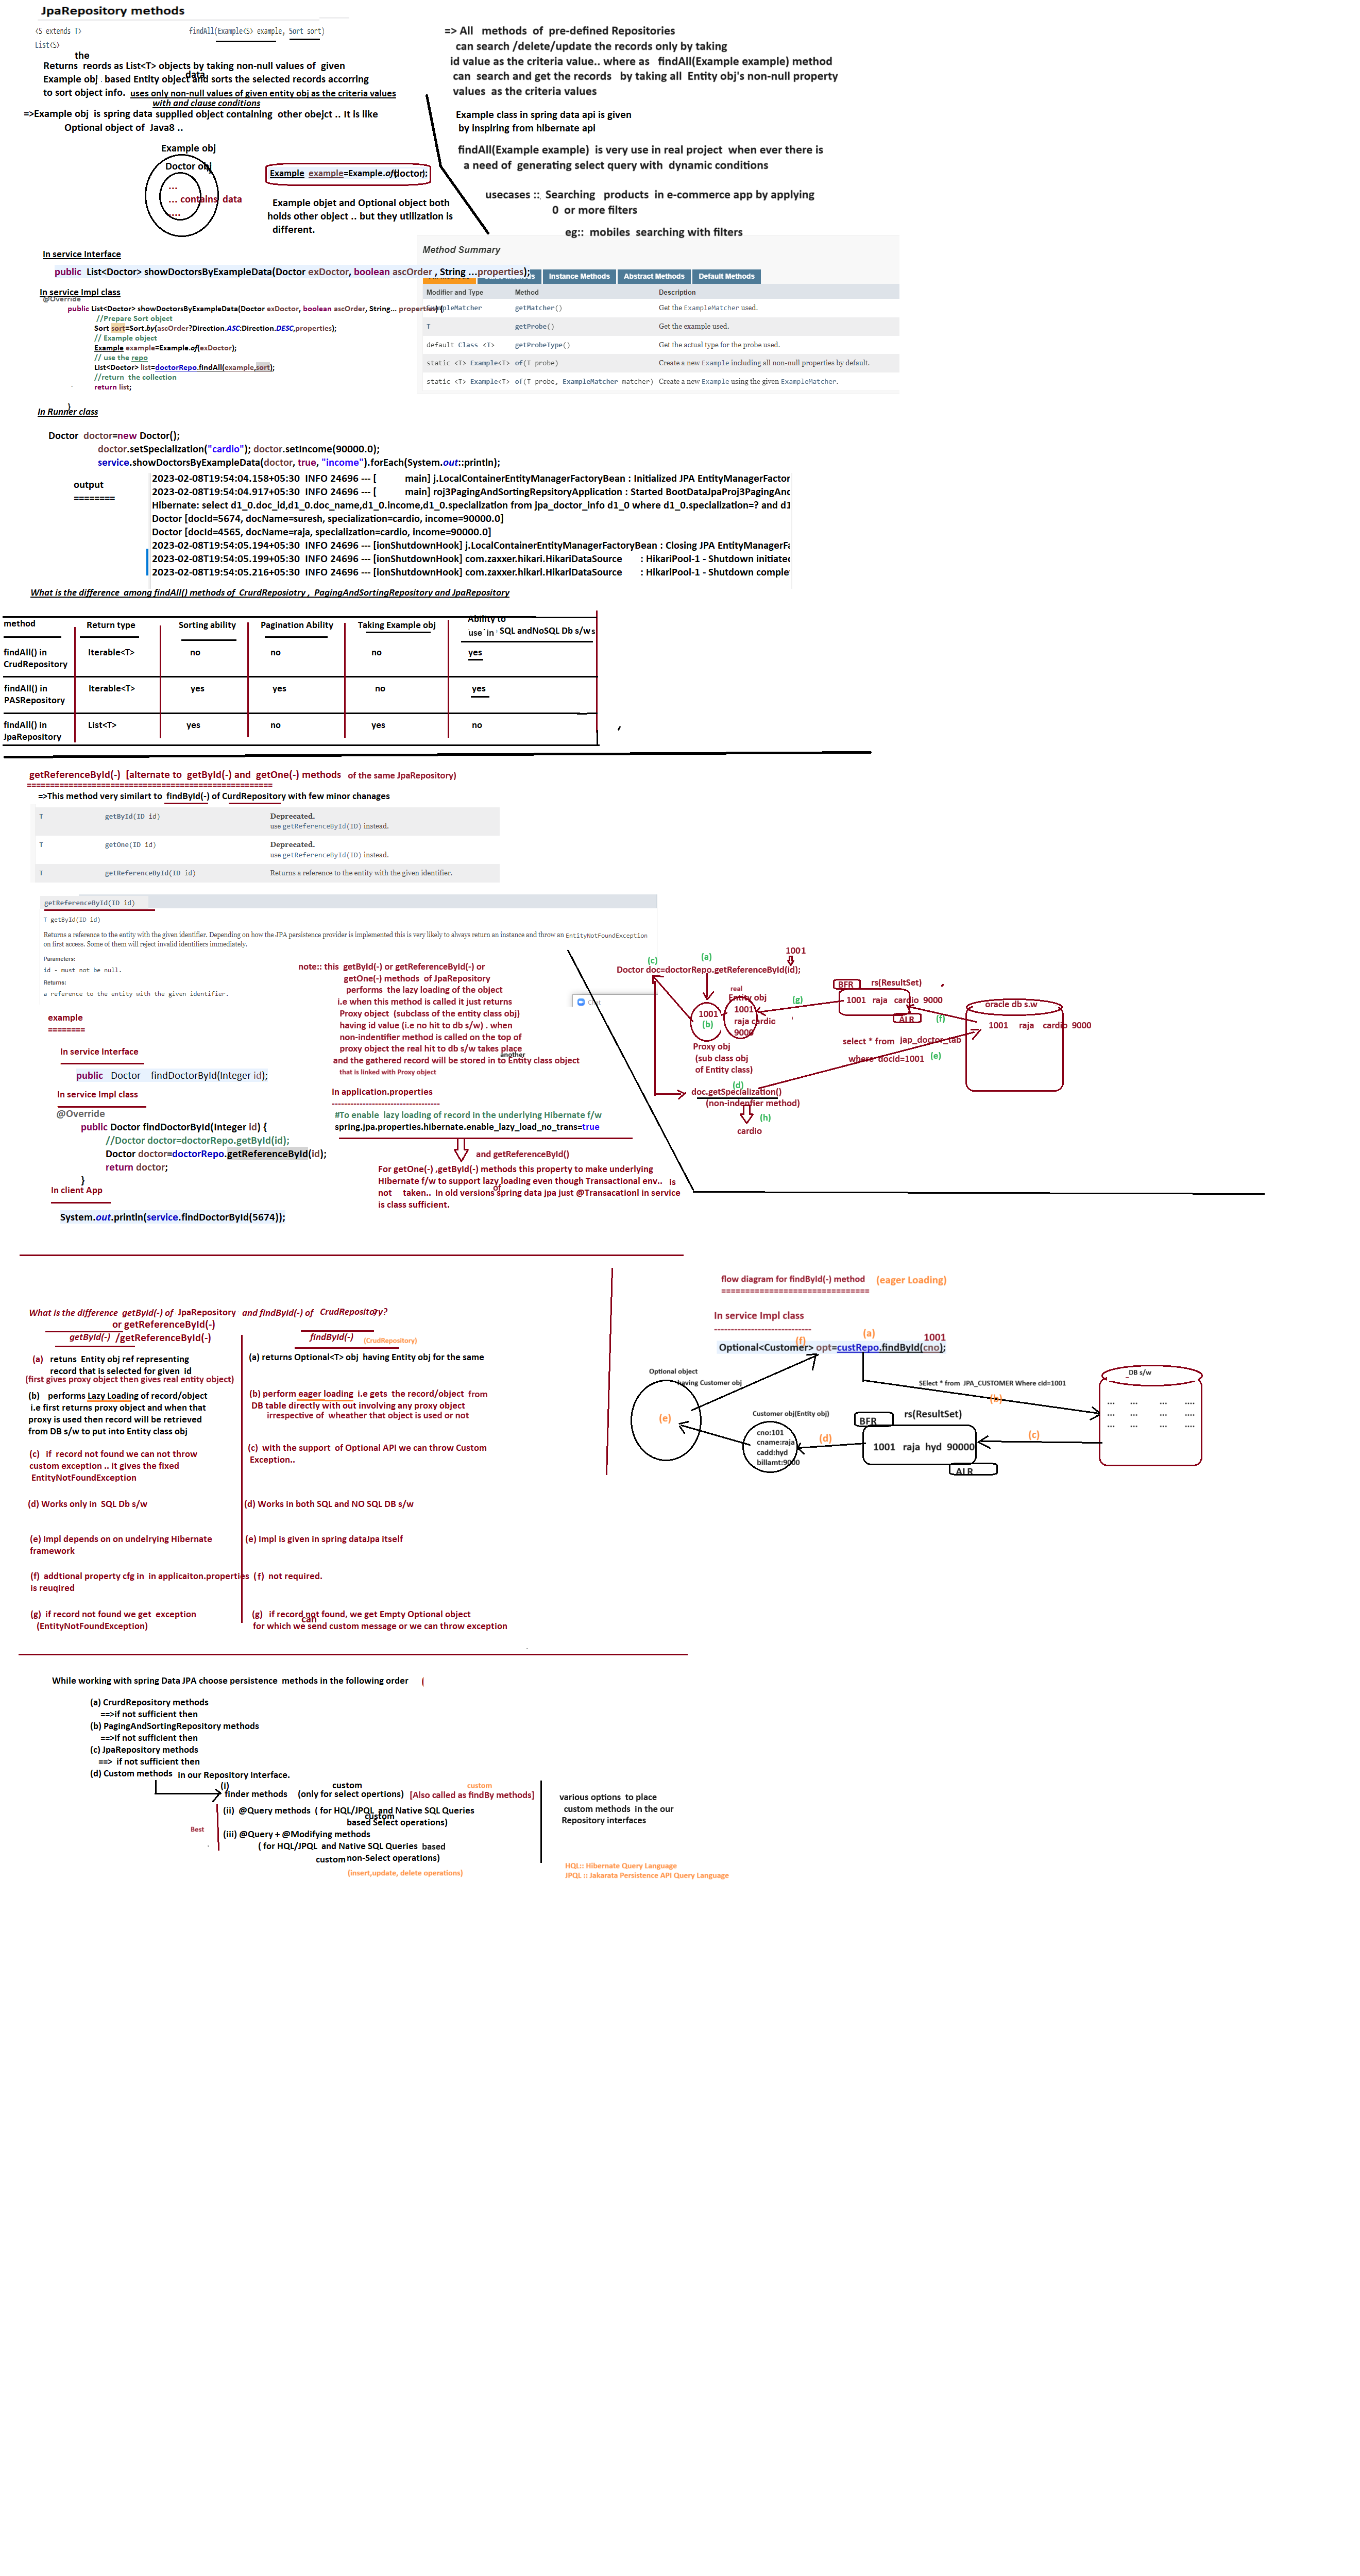 JpaRepository methods
<S extends T> findAll(Example<S> example, Sort sort)
List<S>
the
Returns records as List<T> objects by taking non-null values of given
data
Example obj based Entity object and sorts the selected records accorring
to sort object info. uses only non-null values of given entity obj as the criteria values
with and clause conditions
=>Example obj is spring data supplied object containing other obejct .. It is like
Optional object of Java8 ..
Example obj
Doctor obj
...
... contains data
....
Example example=Example.of(doctor);
Example objet and Optional object both
holds other object .. but they utilization is
different.
=> All methods of pre-defined Repositories
can search /delete/update the records only by taking
id value as the criteria value.. where as findAll(Example example) method
can search and get the records by taking all Entity obj's non-null property
values as the criteria values
Example class in spring data api is given
by inspiring from hibernate api
findAll(Example example) is very use in real project when ever there is
a need of generating select query with dynamic conditions
usecases :: Searching products in e-commerce app by applying
0 or more filters
eg:: mobiles searching with filters
Method Summary
Instance Methods Abstract Methods Default Methods
Modifier and Type Method Description
getMatcher() Get the ExampleMatcher used.
T getProbe() Get the example used.
default Class <T> getProbeType() Get the actual type for the probe used.
static <T> Example<T> of(T probe) Create a new Example including all non-null properties by default.
static <T> Example<T> of(T probe, ExampleMatcher matcher) Create a new Example using the given ExampleMatcher.
In service Interface
public List<Doctor> showDoctorsByExampleData(Doctor exDoctor, boolean ascOrder , String ...properties);
In service Impl class
@Override
public List<Doctor> showDoctorsByExampleData(Doctor exDoctor, boolean ascOrder, String... properties) {
//Prepare Sort object
Sort sort=Sort.by(ascOrder?Direction.ASC:Direction.DESC,properties);
// Example object
Example example=Example.of(exDoctor);
// use the repo
List<Doctor> list=doctorRepo.findAll(example,sort);
//return the collection
return list;
}
In Runner class
Doctor doctor=new Doctor();
doctor.setSpecialization("cardio"); doctor.setIncome(90000.0);
service.showDoctorsByExampleData(doctor, true, "income").forEach(System.out::println);
output
========
2023-02-08T19:54:04.158+05:30 INFO 24696 --- [ main] j.LocalContainerEntityManagerFactoryBean : Initialized JPA EntityManagerFactor
2023-02-08T19:54:04.917+05:30 INFO 24696 --- [ main] roj3PagingAndSortingRepsitoryApplication : Started BootDataJpaProj3PagingAnd
Hibernate: select d1_0.doc_id,d1_0.doc_name,d1_0.income,d1_0.specialization from jpa_doctor_info d1_0 where d1_0.specialization=? and d1
Doctor [docId=5674, docName=suresh, specialization=cardio, income=90000.0]
Doctor [docId=4565, docName=raja, specialization=cardio, income=90000.0]
2023-02-08T19:54:05.194+05:30 INFO 24696 --- [ionShutdownHook] j.LocalContainerEntityManagerFactoryBean : Closing JPA EntityManagerFa
2023-02-08T19:54:05.199+05:30 INFO 24696 --- [ionShutdownHook] com.zaxxer.hikari.HikariDataSource : HikariPool-1 - Shutdown initiated
2023-02-08T19:54:05.216+05:30 INFO 24696 --- [ionShutdownHook] com.zaxxer.hikari.HikariDataSource : HikariPool-1 - Shutdown complet
What is the difference among findAll() methods of CrurdReposiotry , PagingAndSortingRepository and JpaRepository
method Return type Sorting ability Pagination Ability Taking Example obj Ability to
use in SQL andNoSQL Db s/ws
findAll() in Iterable<T> no no no yes
CrudRepository
findAll() in Iterable<T> yes yes no yes
PASRepository
findAll() in List<T> yes no yes no
JpaRepository
getReferenceById(-) [alternate to getById(-) and getOne(-) methods of the same JpaRepository)
=====================================================
=>This method very similart to findById(-) of CurdRepository with few minor chanages
T getById(ID id) Deprecated.
use getReferenceById(ID) instead.
T getOne(ID id) Deprecated.
use getReferenceById(ID) instead.
T getReferenceById(ID id) Returns a reference to the entity with the given identifier.
getReferenceById(ID id)
T getById(ID id)
Returns a reference to the entity with the given identifier. Depending on how the JPA persistence provider is implemented this is very likely to always return an instance and throw an EntityNotFoundException
on first access. Some of them will reject invalid identifiers immediately.
Parameters:
id - must not be null.
Returns:
a reference to the entity with the given identifier.
example
=======
In service Interface
public Doctor findDoctorById(Integer id);
In service Impl class
@Override
public Doctor findDoctorById(Integer id) {
//Doctor doctor=doctorRepo.getById(id);
Doctor doctor=doctorRepo.getReferenceById(id);
return doctor;
}
In client App
System.out.println(service.findDoctorById(5674));
note:: this getById(-) or getReferenceById(-) or
getOne(-) methods of JpaRepository
performs the lazy loading of the object
i.e when this method is called it just returns
Proxy object (subclass of the entity class obj)
having id value (i.e no hit to db s/w) . when
non-indentifier method is called on the top of
proxy object the real hit to db s/w takes place
another
and the gathered record will be stored in to Entity class object
that is linked with Proxy object
In application.properties
---------------------------------
#To enable lazy loading of record in the underlying Hibernate f/w
spring.jpa.properties.hibernate.enable_lazy_load_no_trans=true
and getReferenceById()
For getOne(-) ,getById(-) methods this property to make underlying
Hibernate f/w to support lazy loading even though Transactional env.. is
of
not taken.. In old versions spring data jpa just @Transacationl in service
is class sufficient.
1001
(c) (a)
Doctor doc=doctorRepo.getReferenceById(id);
real
Entity obj
1001
(b)
1001
raja cardio
9000
(g)
BFR rs(ResultSet)
1001 raja cardio 9000
ALR (f)
oracle db s.w
1001 raja cardio 9000
Proxy obj
(sub class obj
of Entity class)
select * from jap_doctor_tab
where docid=1001 (e)
(d)
doc.getSpecialization()
(non-indenfier method)
(h)
cardio
What is the difference getById(-) of JpaRepository and findById(-) of CrudRepository?
or getReferenceById(-)
getById(-) /getReferenceById(-) findById(-) (CrudRepository)
(a) retuns Entity obj ref representing
record that is selected for given id
(first gives proxy object then gives real entity object)
(b) performs Lazy Loading of record/object
i.e first returns proxy object and when that
proxy is used then record will be retrieved
from DB s/w to put into Entity class obj
(c) if record not found we can not throw
custom exception .. it gives the fixed
EntityNotFoundException
(d) Works only in SQL Db s/w
(e) Impl depends on on undelrying Hibernate
framework
(f) addtional property cfg in in applicaiton.properties
is reuqired
(g) if record not found we get exception
(EntityNotFoundException)
(a) returns Optional<T> obj having Entity obj for the same
(b) perform eager loading i.e gets the record/object from
DB table directly with out involving any proxy object
irrespective of wheather that object is used or not
(c) with the support of Optional API we can throw Custom
Exception..
(d) Works in both SQL and NO SQL DB s/w
(e) Impl is given in spring dataJpa itself
(f) not required.
(g) if record not found, we get Empty Optional object
can
for which we send custom message or we can throw exception
flow diagram for findById(-) method (eager Loading)
===============================
In service Impl class
-----------------------------
(f) (a) 1001
Optional<Customer> opt=custRepo.findById(cno);
Optional object
having Customer obj
(e)
SElect * from JPA_CUSTOMER Where cid=1001
(b)
DB s/w
... ... ... ....
... ... ... ....
... ... ... ....
Customer obj(Entity obj)
cno:101
cname:raja
cadd:hyd
billamt:9000
(d)
BFR rs(ResultSet)
1001 raja hyd 90000
ALR
(c)
While working with spring Data JPA choose persistence methods in the following order (
(a) CrurdRepository methods
==>if not sufficient then
(b) PagingAndSortingRepository methods
==>if not sufficient then
(c) JpaRepository methods
==> if not sufficient then
(d) Custom methods in our Repository Interface.
(i) custom custom
finder methods (only for select opertions) [Also called as findBy methods]
(ii) @Query methods ( for HQL/JPQL and Native SQL Queries
custom
based Select operations)
Best
(iii) @Query + @Modifying methods
( for HQL/JPQL and Native SQL Queries based
custom non-Select operations)
(insert,update, delete operations)
various options to place
custom methods in the our
Repository interfaces
HQL:: Hibernate Query Language
JPQL :: Jakarata Persistence API Query Language